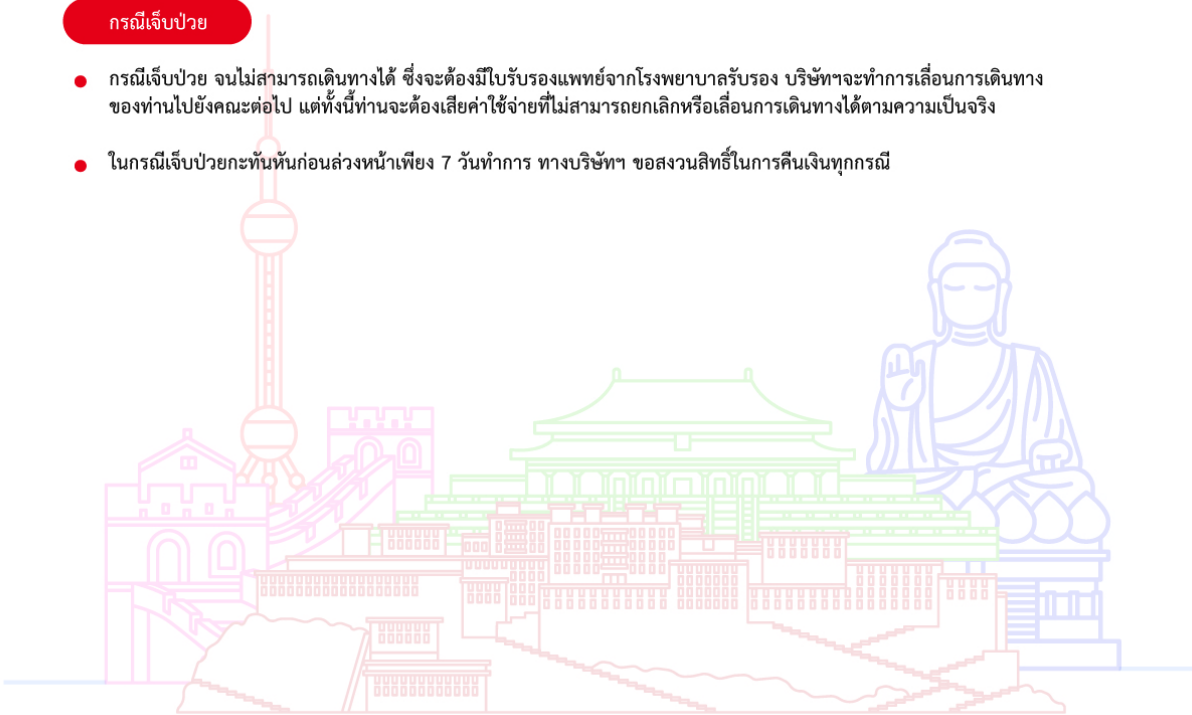 กรณีเจ็บป่วย
กรณีเจ็บป่วย จนไม่สามารถเดินทางได้ ซึ่งจะต้องมีใบรับรองแพทย์จากโรงพยาบาลรับรอง บริษัทฯจะทำการเลื่อนการเดินทาง
ของท่านไปยังคณะต่อไป แต่ทั้งนี้ท่านจะต้องเสียค่าใช้จ่ายที่ไม่สามารถยกเลิกหรือเลื่อนการเดินทางได้ตามความเป็นจริง
ในกรณีเจ็บป่วยกะทันหันก่อนล่วงหน้าเพียง 7 วันทำการ ทางบริษัทฯ ขอสงวนสิทธิ์ในการคืนเงินทุกกรณี